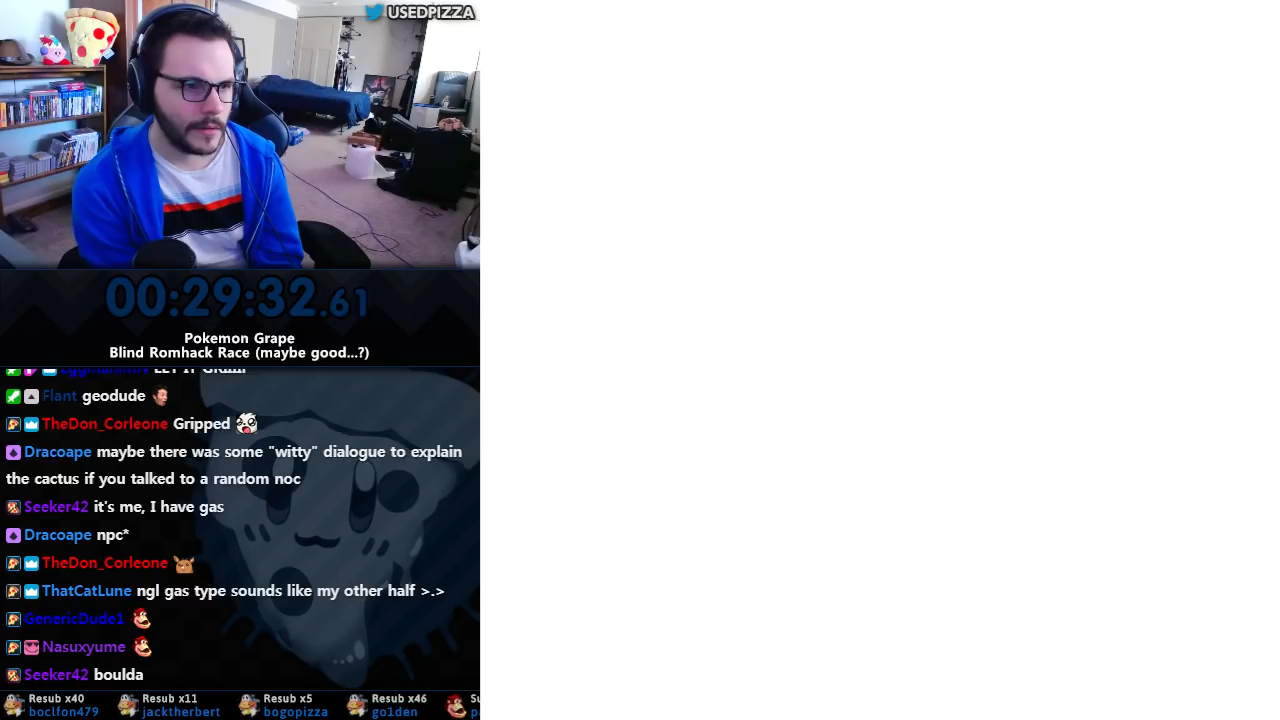 USEDPIZZA
00:29:32.61
Pokemon Grape
Blind Romhack Race (maybe good...?)
Flant geodude
TheDon_Corleone Gripped
Dracoape maybe there was some "witty" dialogue to explain
the cactus if you talked to a random noc
Seeker42 it's me, I have gas
Dracoape npc*
TheDon_Corleone
ThatCatLune ngl gas type sounds like my other half >.>
GenericDude1
Nasuxyume
Seeker42 boulda
Resub x40 Resub x11 Resub x5 Resub x46
boclfon479 jacktherbert bogopizza go1den